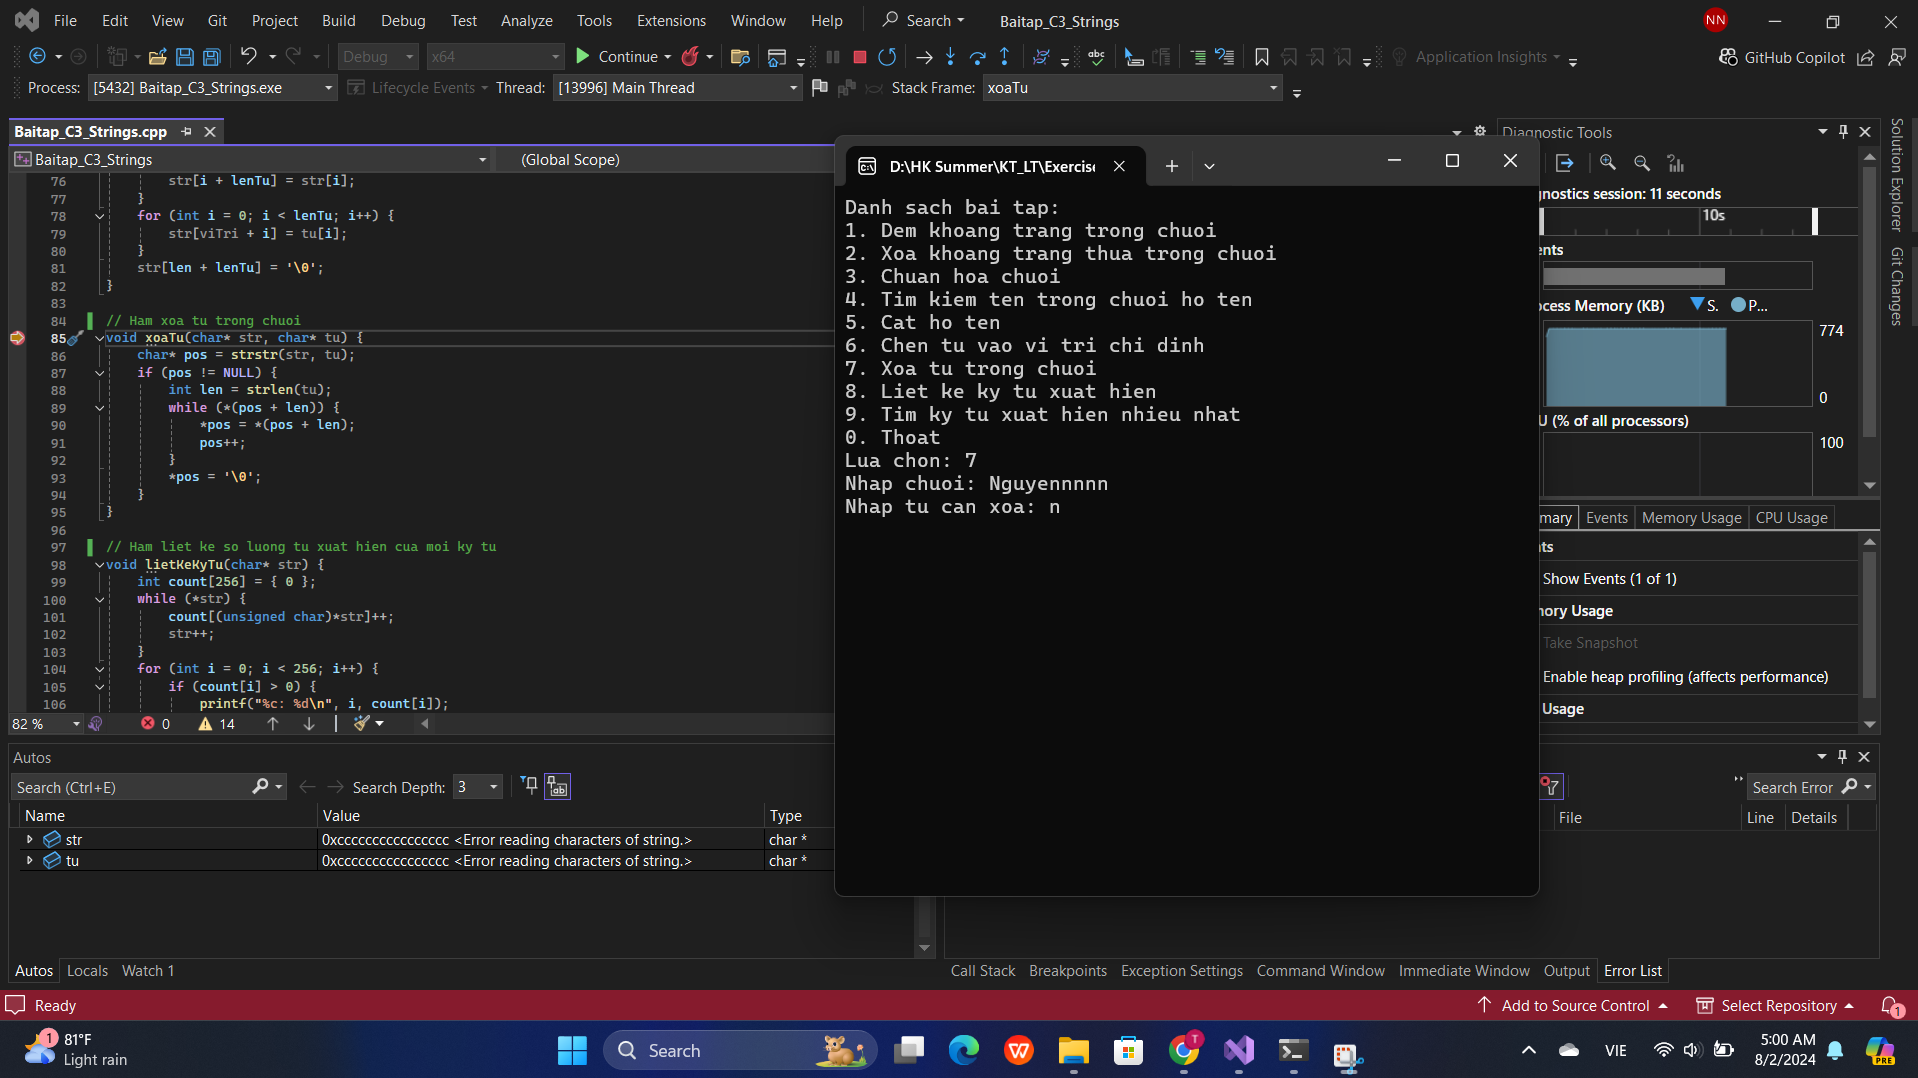 File Edit View Git Project Build Debug Test Analyze Tools Extensions Window Help Search Baitap_C3_Strings NN
Debug x64 Continue Application Insights GitHub Copilot
Process: [5432] Baitap_C3_Strings.exe Lifecycle Events Thread: [13996] Main Thread Stack Frame: xoaTu
Baitap_C3_Strings.cpp
Baitap_C3_Strings (Global Scope)
76 str[i + lenTu] = str[i];
77 }
78 for (int i = 0; i < lenTu; i++) {
79 str[viTri + i] = tu[i];
80 }
81 str[len + lenTu] = '\0';
82 }
83
84 // Ham xoa tu trong chuoi
85 void xoaTu(char* str, char* tu) {
86 char* pos = strstr(str, tu);
87 if (pos != NULL) {
88 int len = strlen(tu);
89 while (*(pos + len)) {
90 *pos = *(pos + len);
91 pos++;
92 }
93 *pos = '\0';
94 }
95 }
96
97 // Ham liet ke so luong tu xuat hien cua moi ky tu
98 void lietKeKyTu(char* str) {
99 int count[256] = { 0 };
100 while (*str) {
101 count[(unsigned char)*str]++;
102 str++;
103 }
104 for (int i = 0; i < 256; i++) {
105 if (count[i] > 0) {
106 printf("%c: %d\n", i, count[i]);
82 % 0 14
D:\HK Summer\KT_LT\Exercise
Danh sach bai tap:
1. Dem khoang trang trong chuoi
2. Xoa khoang trang thua trong chuoi
3. Chuan hoa chuoi
4. Tim kiem ten trong chuoi ho ten
5. Cat ho ten
6. Chen tu vao vi tri chi dinh
7. Xoa tu trong chuoi
8. Liet ke ky tu xuat hien
9. Tim ky tu xuat hien nhieu nhat
0. Thoat
Lua chon: 7
Nhap chuoi: Nguyennnnn
Nhap tu can xoa: n
Diagnostic Tools
gnostics session: 11 seconds
10s
ents
ocess Memory (KB) S. P...
774
0
U (% of all processors)
100
mary Events Memory Usage CPU Usage
nts
Show Events (1 of 1)
nory Usage
Take Snapshot
Enable heap profiling (affects performance)
Usage
Solution Explorer
Git Changes
Autos
Search (Ctrl+E) Search Depth: 3
Name Value Type
str 0xcccccccccccccccc <Error reading characters of string.> char *
tu 0xcccccccccccccccc <Error reading characters of string.> char *
Autos Locals Watch 1
Search Error
File Line Details
Call Stack Breakpoints Exception Settings Command Window Immediate Window Output Error List
Ready Add to Source Control Select Repository 1
1 81°F
Light rain
Search
T
VIE
5:00 AM
8/2/2024
PRE